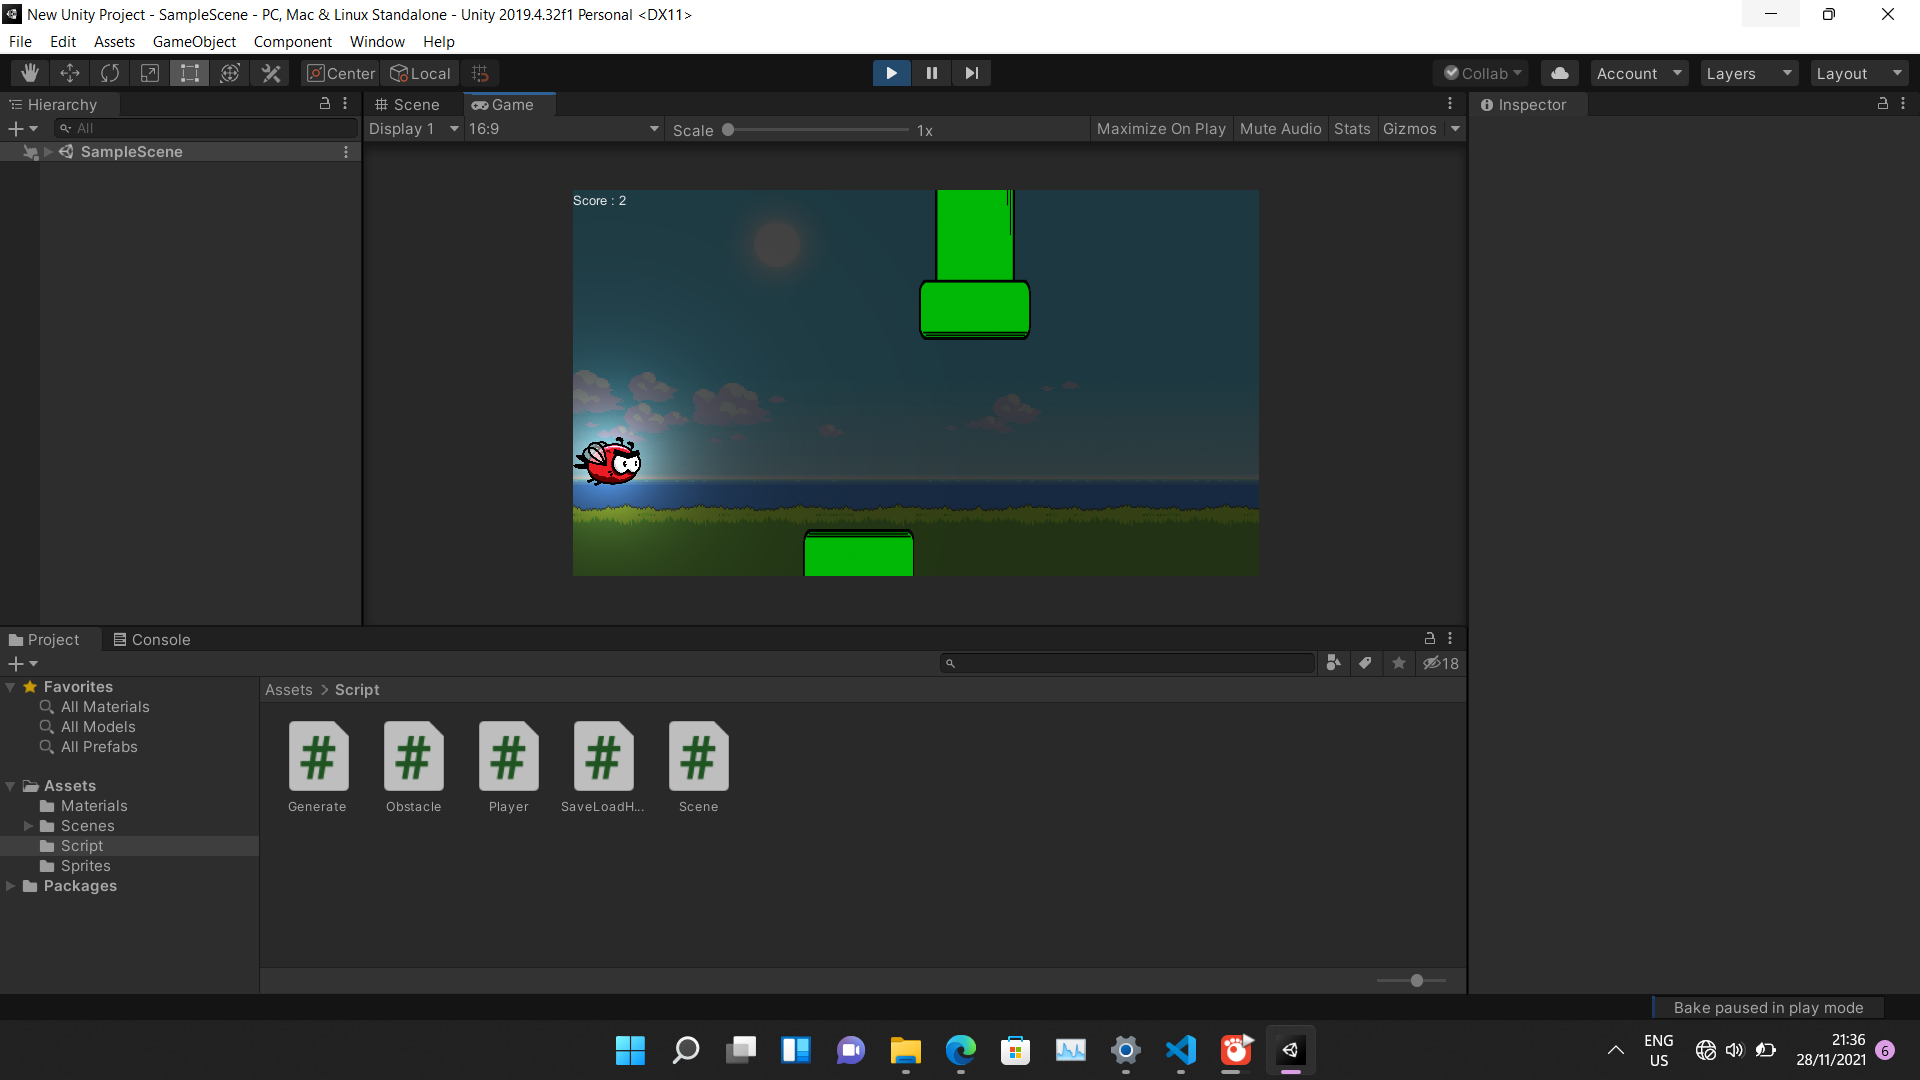 New Unity Project - SampleScene - PC, Mac & Linux Standalone - Unity 2019.4.32f1 Personal <DX11>
File Edit Assets GameObject Component Window Help
Center Local Collab Account Layers Layout
Hierarchy Scene Game Inspector
All Display 1 16:9 Scale 1x Maximize On Play Mute Audio Stats Gizmos
SampleScene
Score : 2
Project Console
18
Favorites Assets > Script
All Materials
All Models
All Prefabs
Assets
Materials
Scenes
Script
Sprites
Packages
Generate Obstacle Player SaveLoadH... Scene
Bake paused in play mode
ENG
US
21:36
28/11/2021
6